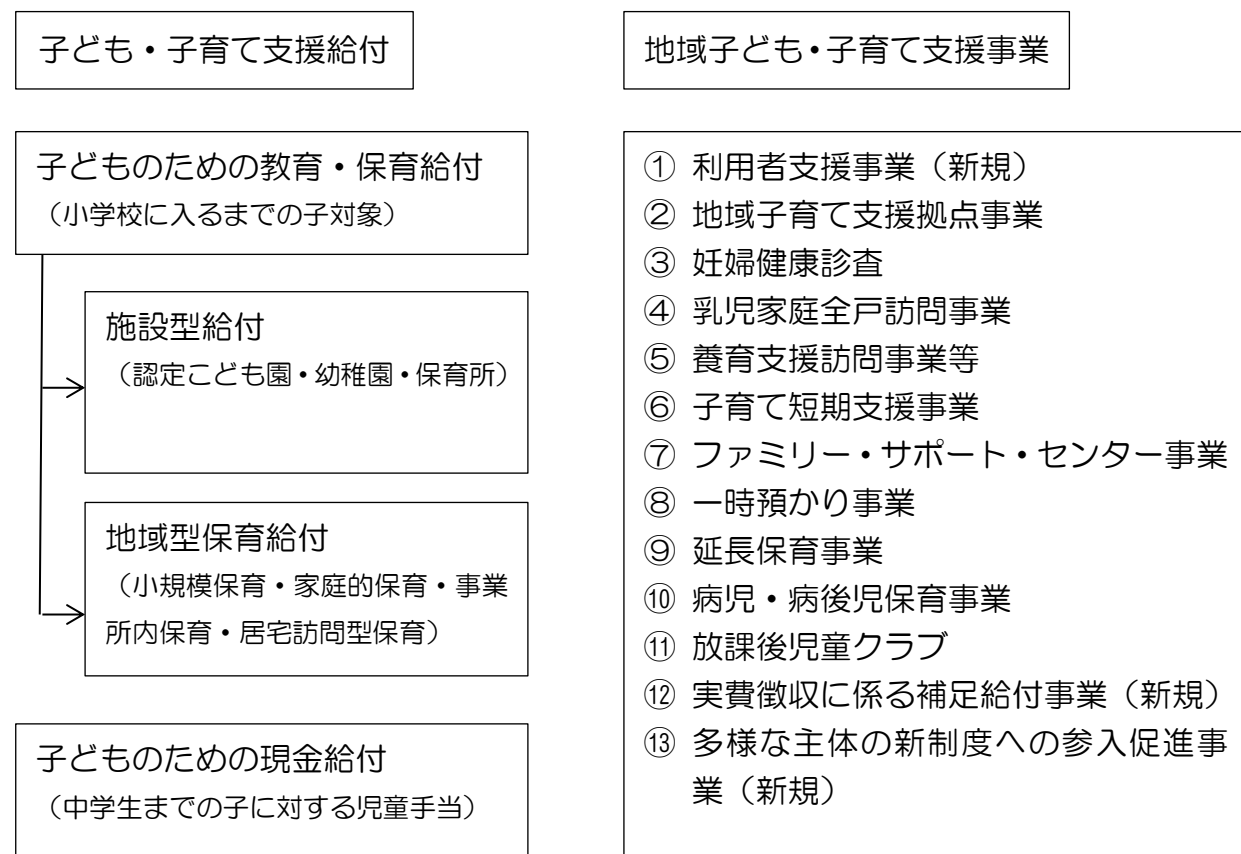 子ども・子育て支援給付
子どものための教育・保育給付
（小学校に入るまでの子対象）
施設型給付
（認定こども園・幼稚園・保育所）
地域型保育給付
（小規模保育・家庭的保育・事業
所内保育・居宅訪問型保育）
子どものための現金給付
（中学生までの子に対する児童手当）
地域子ども・子育て支援事業
① 利用者支援事業（新規）
② 地域子育て支援拠点事業
③ 妊婦健康診査
④ 乳児家庭全戸訪問事業
⑤ 養育支援訪問事業等
⑥ 子育て短期支援事業
⑦ ファミリー・サポート・センター事業
⑧ 一時預かり事業
⑨ 延長保育事業
⑩ 病児・病後児保育事業
⑪ 放課後児童クラブ
⑫ 実費徴収に係る補足給付事業（新規）
⑬ 多様な主体の新制度への参入促進事
業（新規）